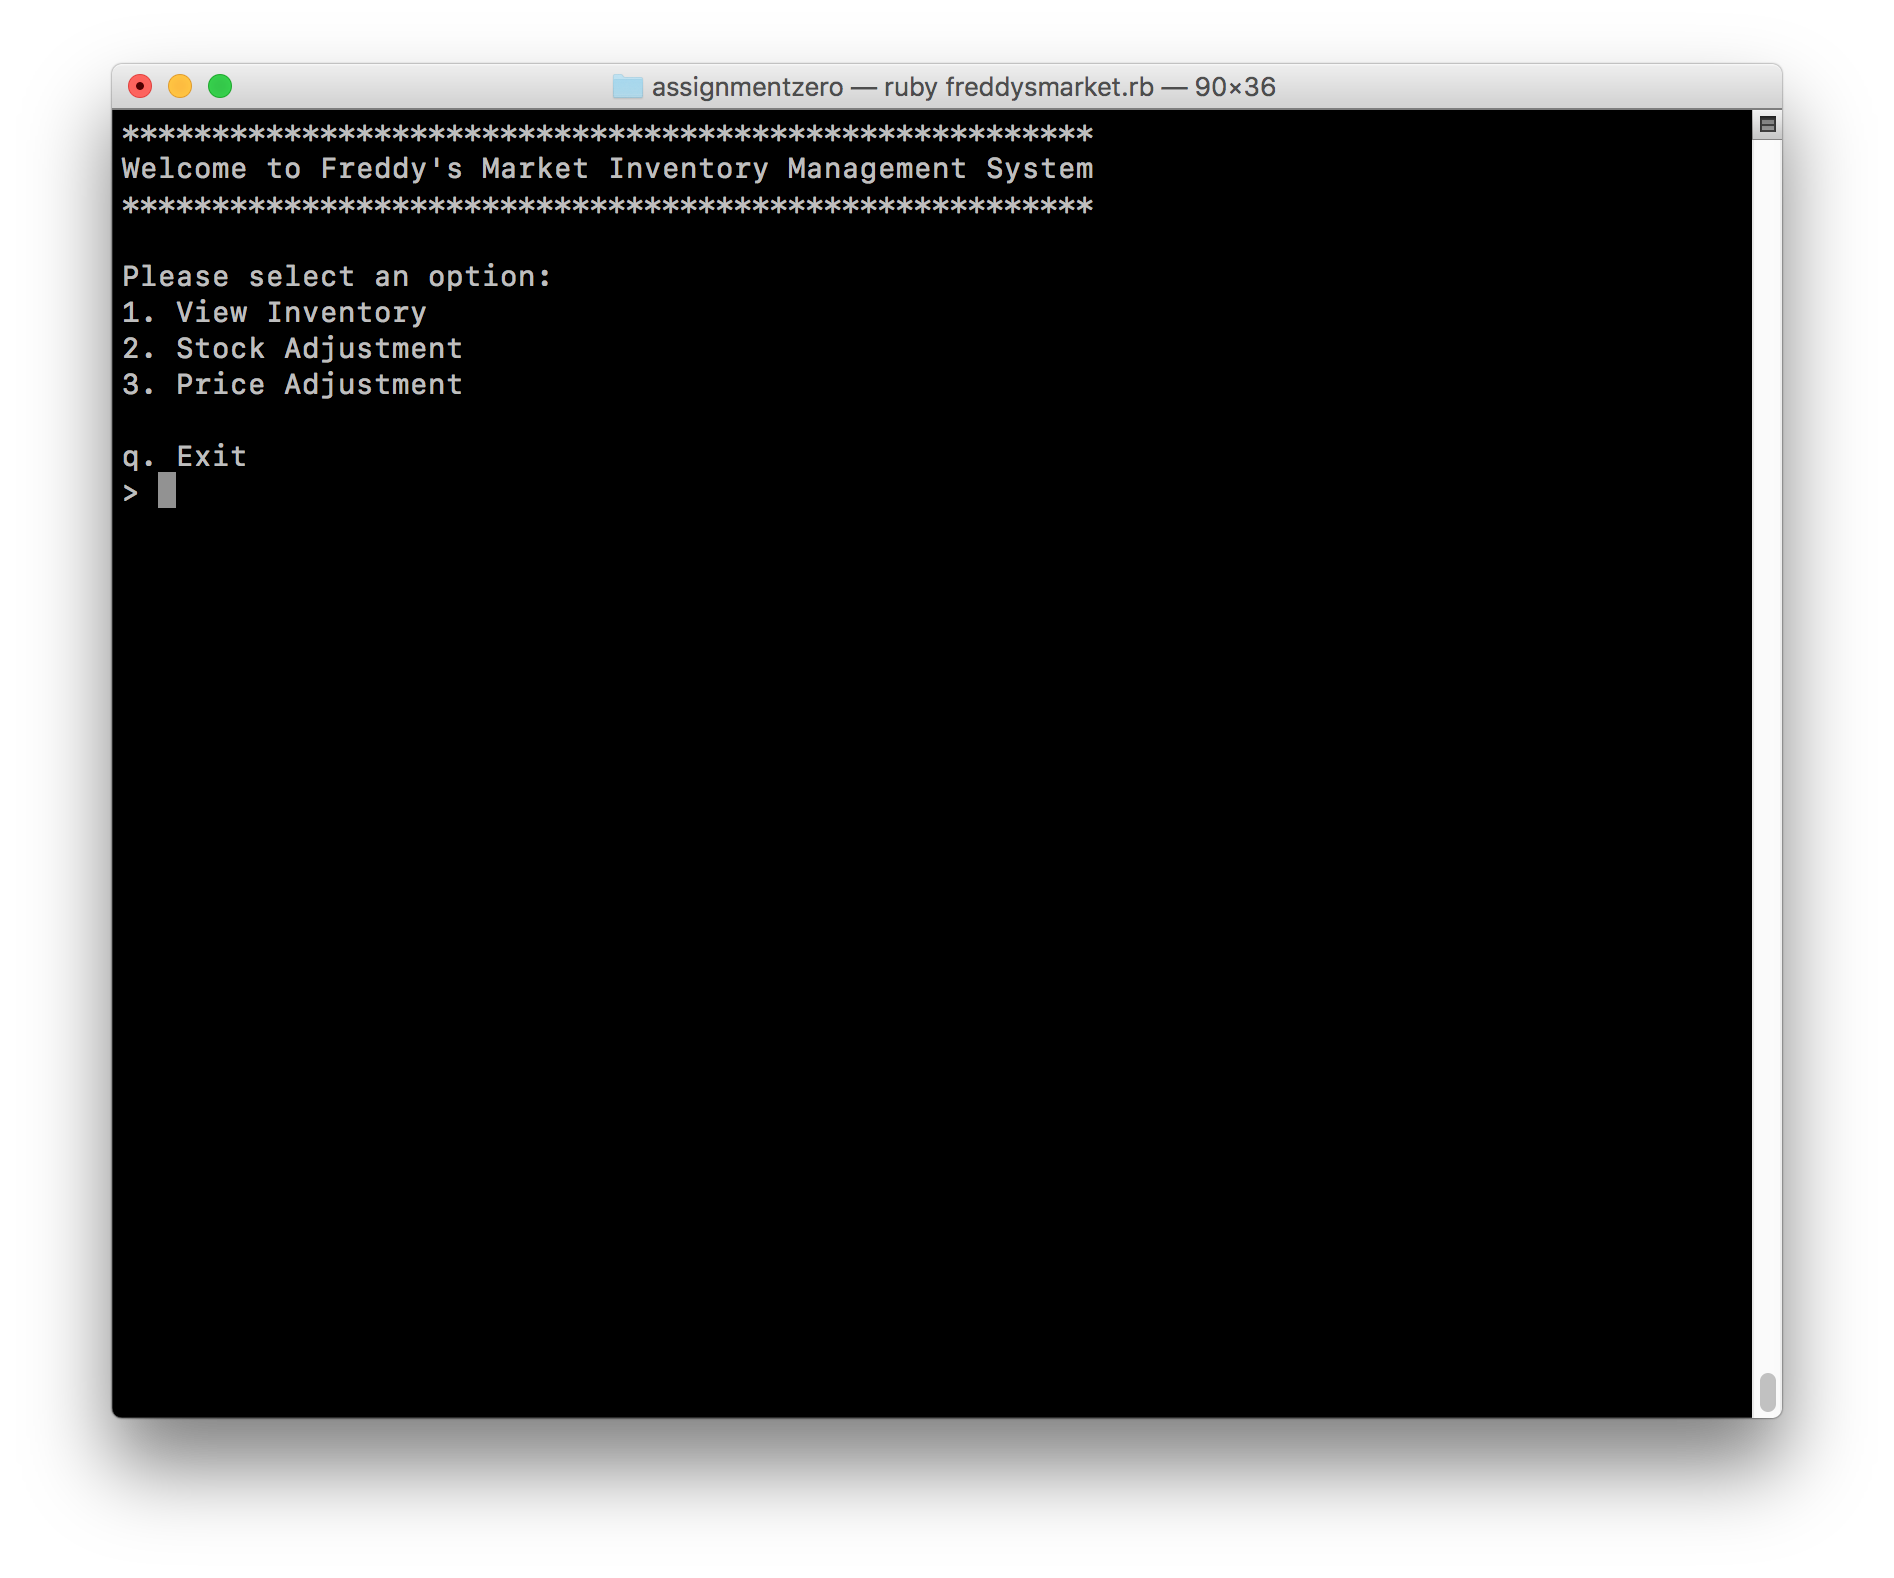 assignmentzero — ruby freddysmarket.rb — 90×36
******************************************************
Welcome to Freddy's Market Inventory Management System
******************************************************
Please select an option:
1. View Inventory
2. Stock Adjustment
3. Price Adjustment
q. Exit
>